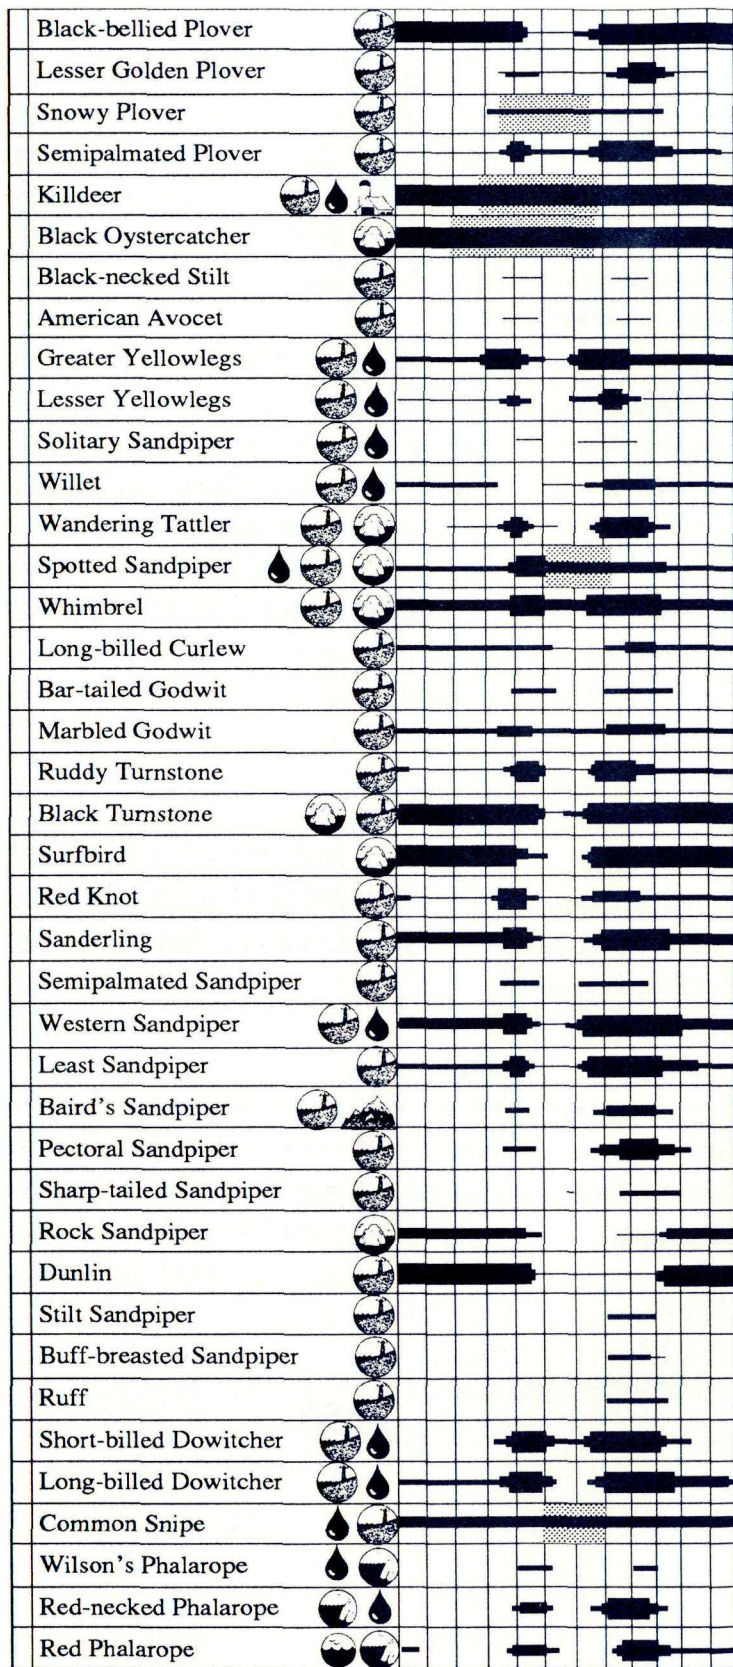 Black-bellied Plover
Lesser Golden Plover
Snowy Plover
Semipalmated Plover
Killdeer
Black Oystercatcher
Black-necked Stilt
American Avocet
Greater Yellowlegs
Lesser Yellowlegs
Solitary Sandpiper
Willet
Wandering Tattler
Spotted Sandpiper
Whimbrel
Long-billed Curlew
Bar-tailed Godwit
Marbled Godwit
Ruddy Turnstone
Black Turnstone
Surfbird
Red Knot
Sanderling
Semipalmated Sandpiper
Western Sandpiper
Least Sandpiper
Baird's Sandpiper
Pectoral Sandpiper
Sharp-tailed Sandpiper
Rock Sandpiper
Dunlin
Stilt Sandpiper
Buff-breasted Sandpiper
Ruff
Short-billed Dowitcher
Long-billed Dowitcher
Common Snipe
Wilson's Phalarope
Red-necked Phalarope
Red Phalarope